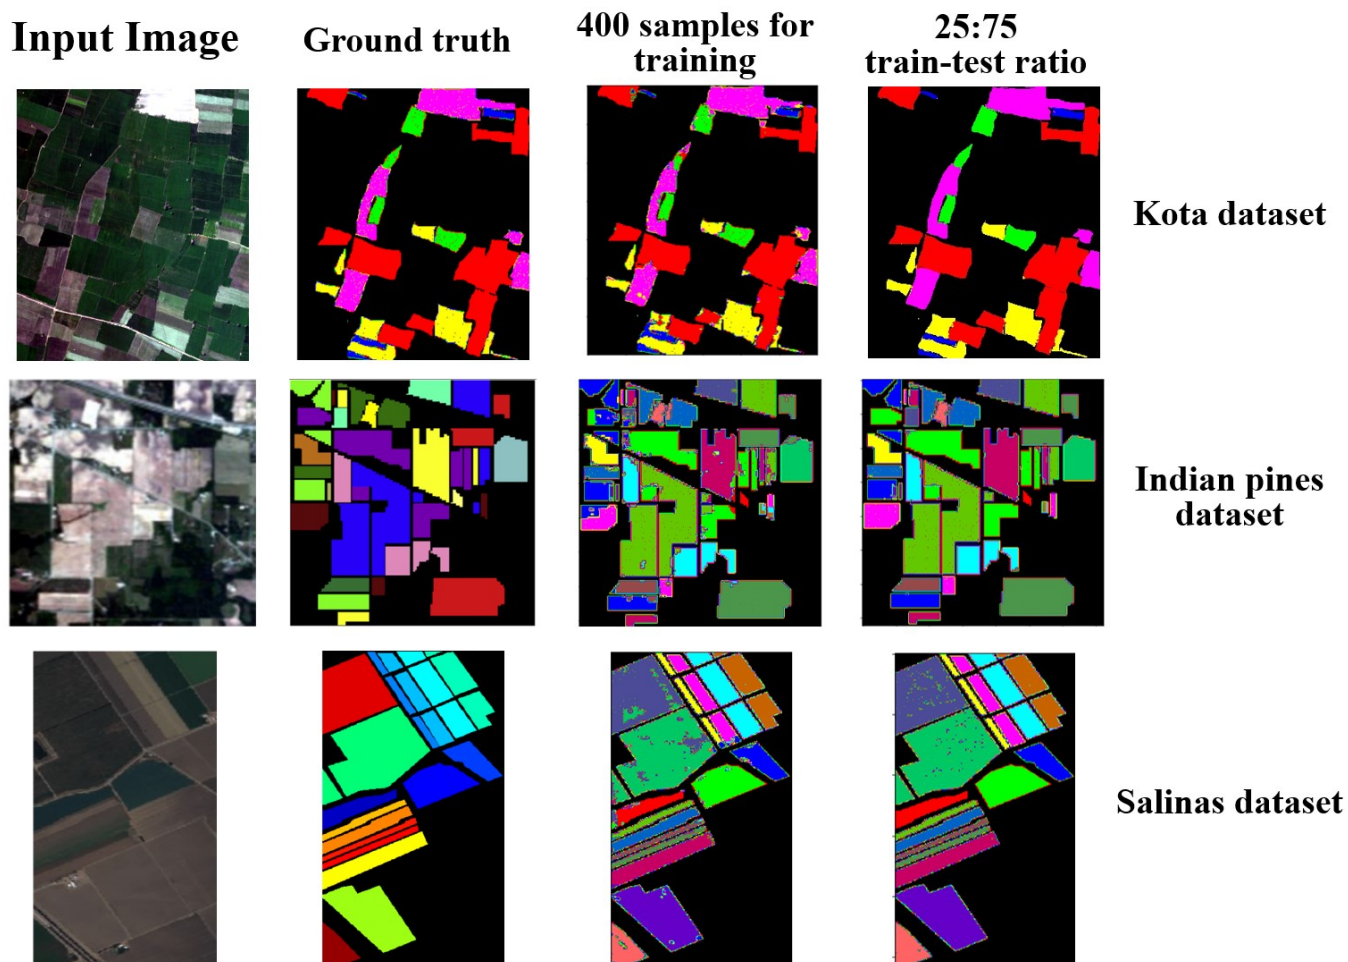 Input Image
Ground truth
400 samples for
training
25:75
train-test ratio
Kota dataset
Indian pines
dataset
Salinas dataset